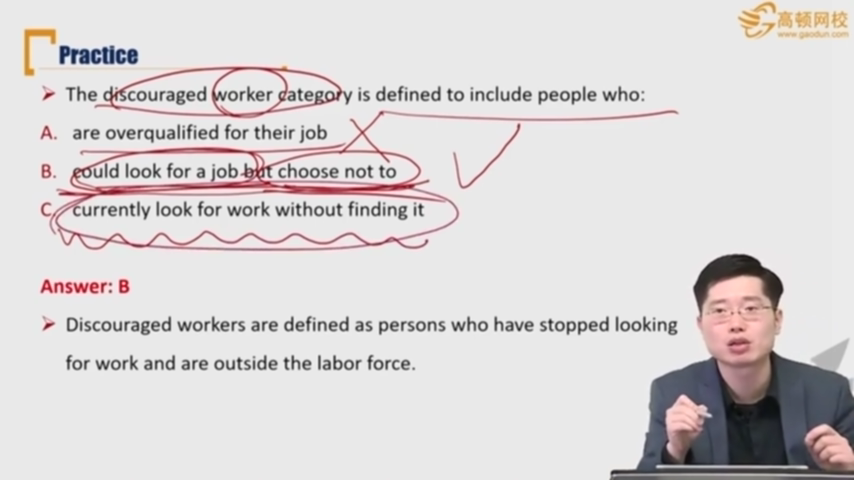 高顿网校
www.gaodun.com
Practice
The discouraged worker category is defined to include people who:
A. are overqualified for their job
B. could look for a job but choose not to
C. currently look for work without finding it
Answer: B
Discouraged workers are defined as persons who have stopped looking
for work and are outside the labor force.